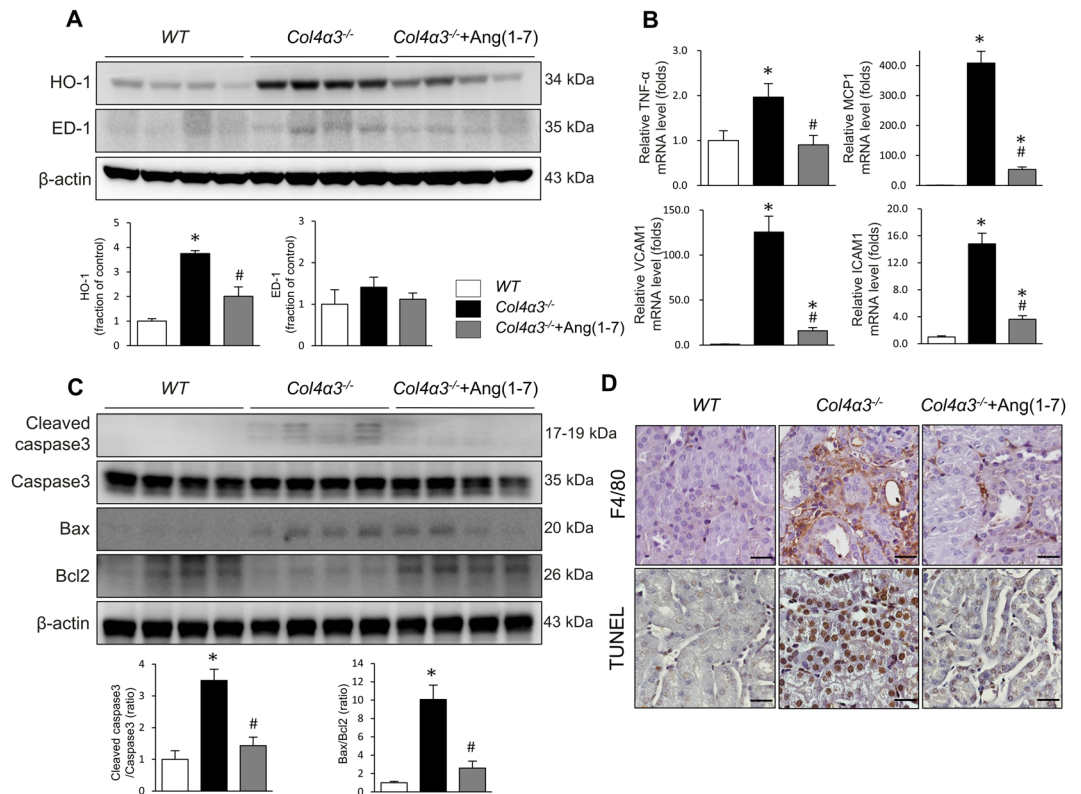 A
WT
Col4α3-/-
Col4α3-/-+Ang(1-7)
HO-1
34 kDa
ED-1
35 kDa
β-actin
43 kDa
HO-1
(fraction of control)
5
4
3
2
1
0
*
#
ED-1
(fraction of control)
3
2
1
0
WT
Col4α3-/-
Col4α3-/-+Ang(1-7)
B
Relative TNF-α
mRNA level (folds)
3.0
2.0
1.0
0.0
*
#
Relative MCP1
mRNA level (folds)
400.0
300.0
200.0
100.0
0.0
*
*
#
Relative VCAM1
mRNA level (folds)
150.0
100.0
50.0
0.0
*
*
#
Relative ICAM1
mRNA level (folds)
20.0
16.0
12.0
8.0
4.0
0.0
*
*
#
C
WT
Col4α3-/-
Col4α3-/-+Ang(1-7)
Cleaved
caspase3
17-19 kDa
Caspase3
35 kDa
Bax
20 kDa
Bcl2
26 kDa
β-actin
43 kDa
Cleaved caspase3
/Caspase3 (ratio)
4
3
2
1
0
*
#
Bax/Bcl2 (ratio)
14
12
10
8
6
4
2
0
*
#
D
WT
Col4α3-/-
Col4α3-/-+Ang(1-7)
F4/80
TUNEL